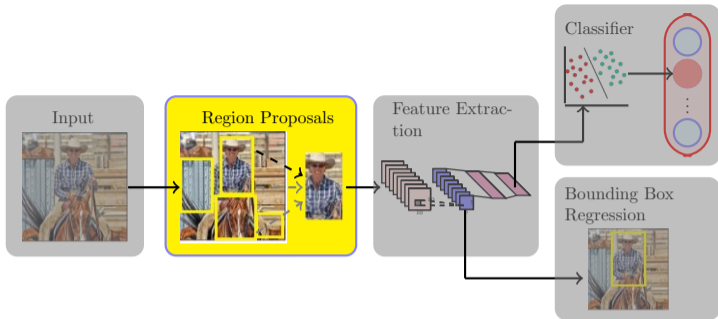 Input
Region Proposals
Feature Extrac-
tion
Classifier
Bounding Box
Regression